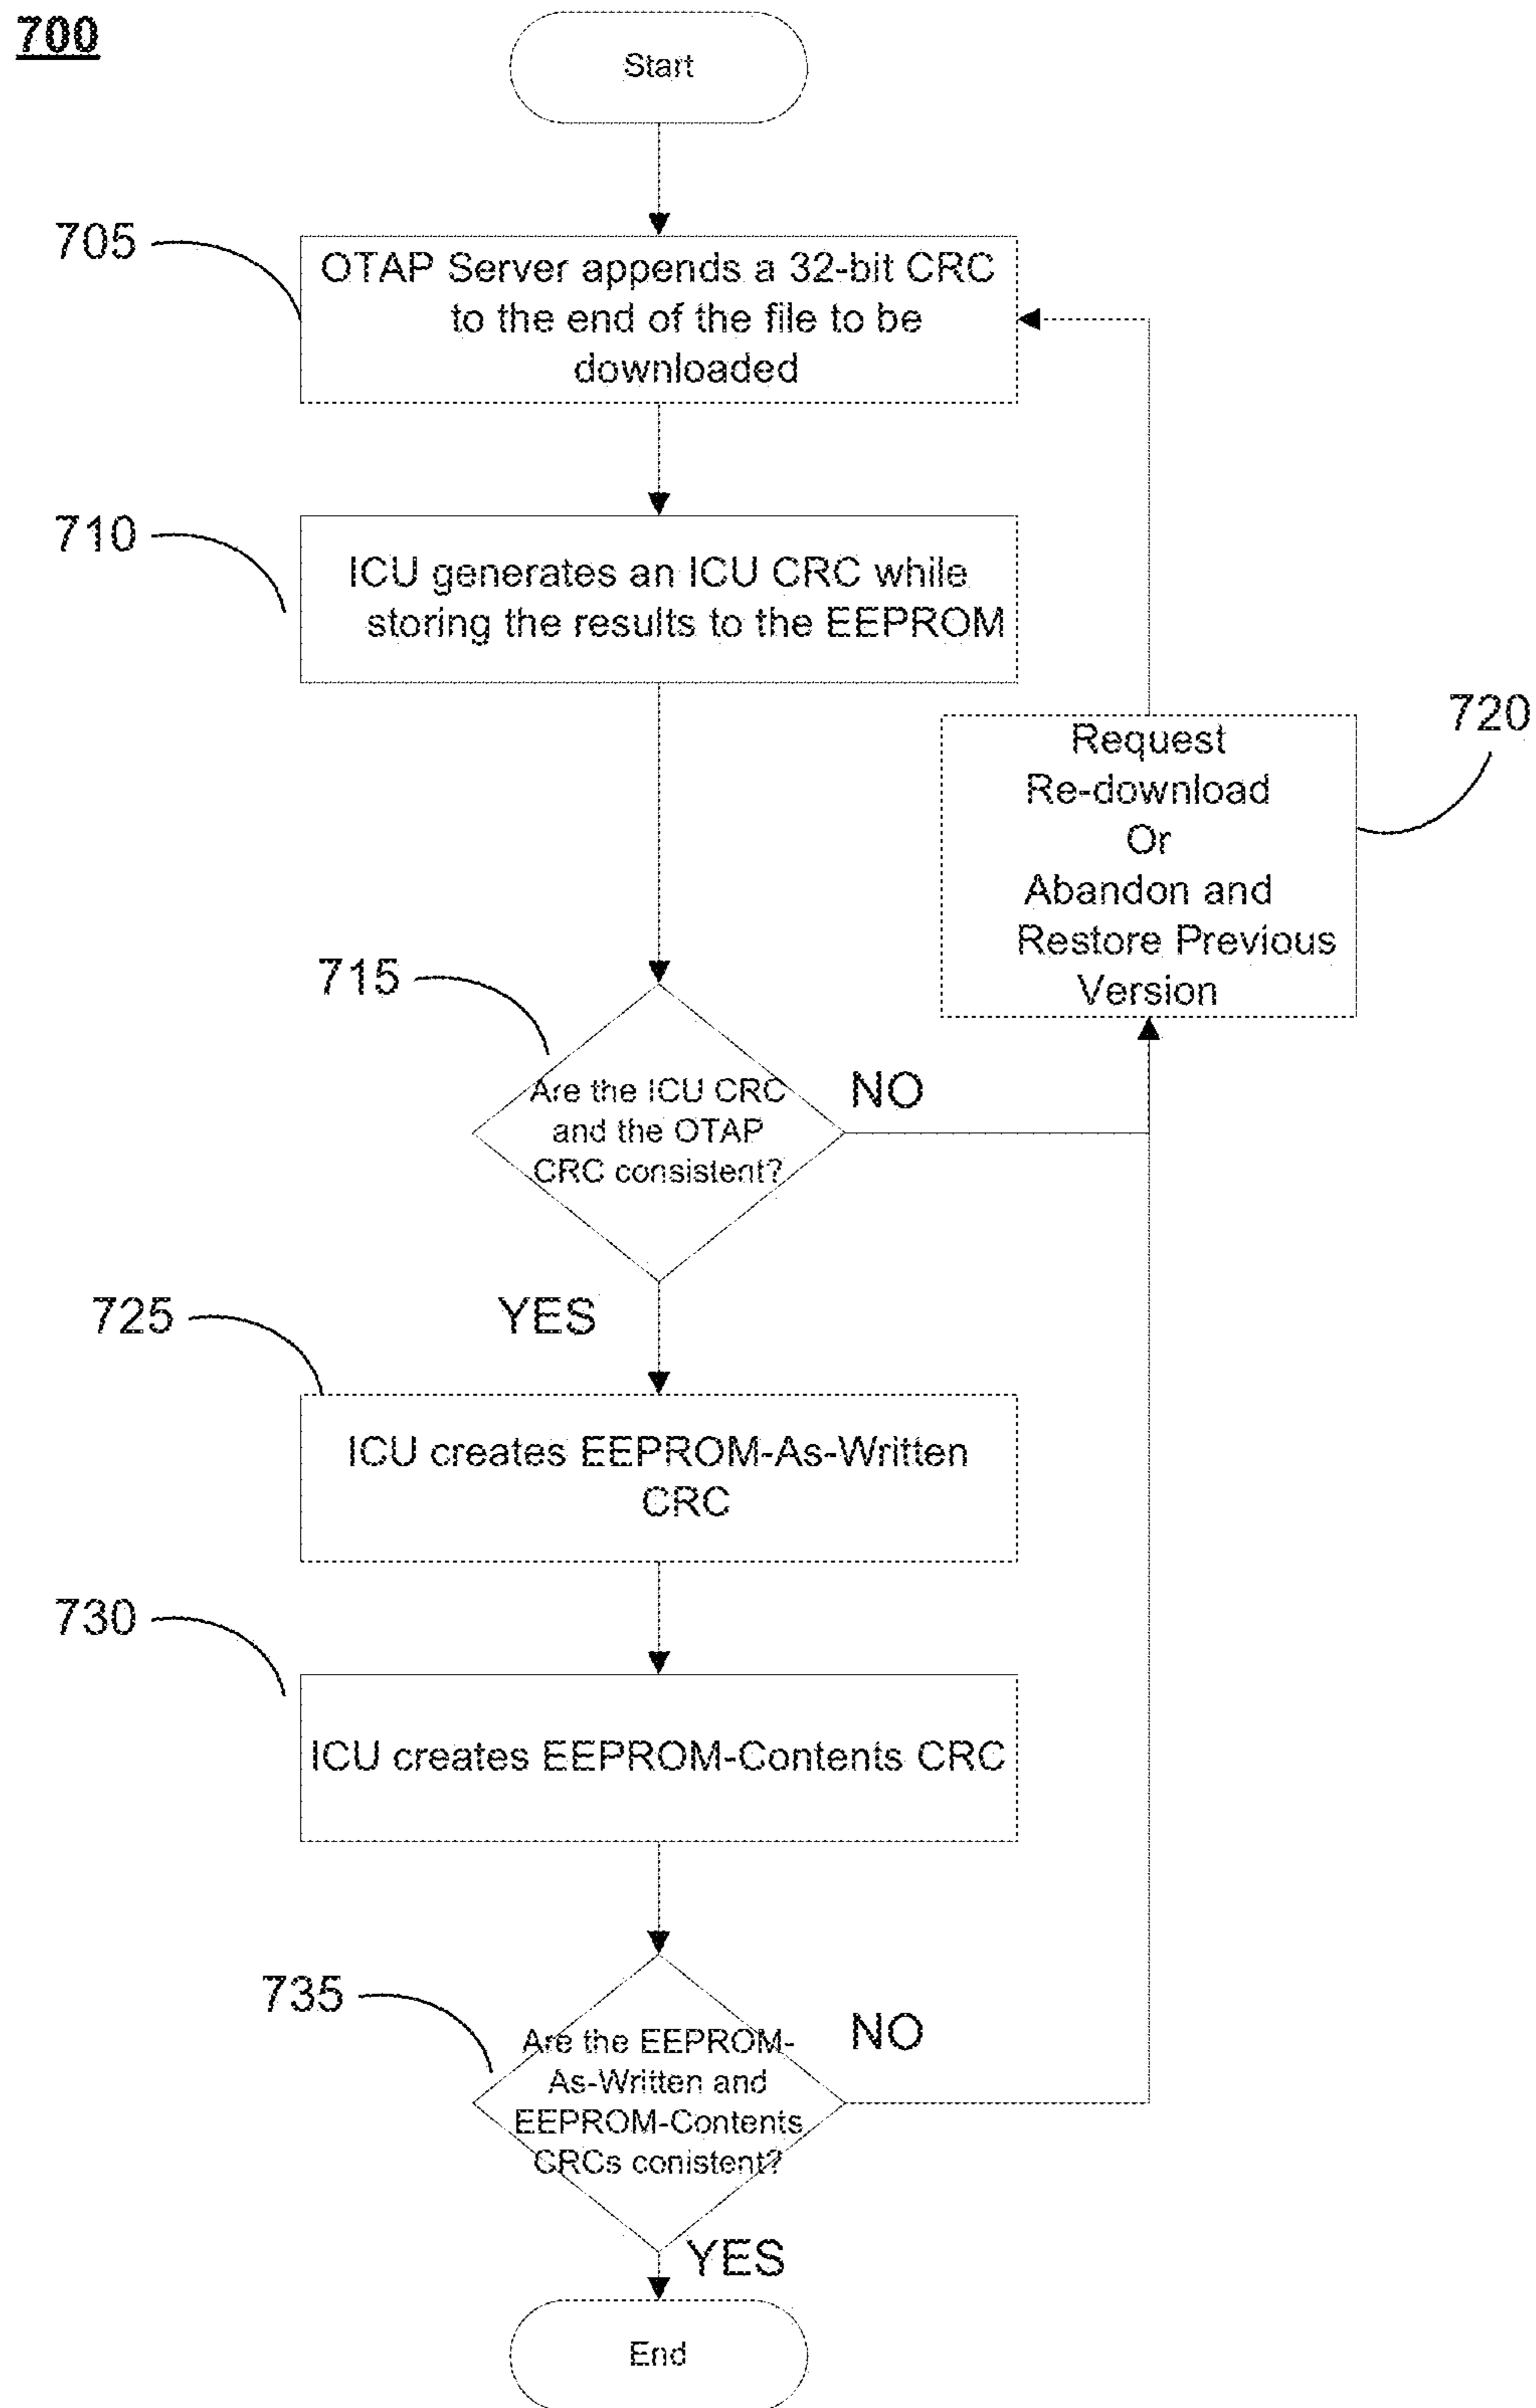 700
Start
705
OTAP Server appends a 32-bit CRC
to the end of the file to be
downloaded
710
ICU generates an ICU CRC while
storing the results to the EEPROM
720
Request
Re-download
Or
Abandon and
Restore Previous
Version
715
Are the ICU CRC
and the OTAP
CRC consistent?
NO
YES
725
ICU creates EEPROM-As-Written
CRC
730
ICU creates EEPROM-Contents CRC
735
Are the EEPROM-
As-Written and
EEPROM-Contents
CRCs conistent?
NO
YES
End